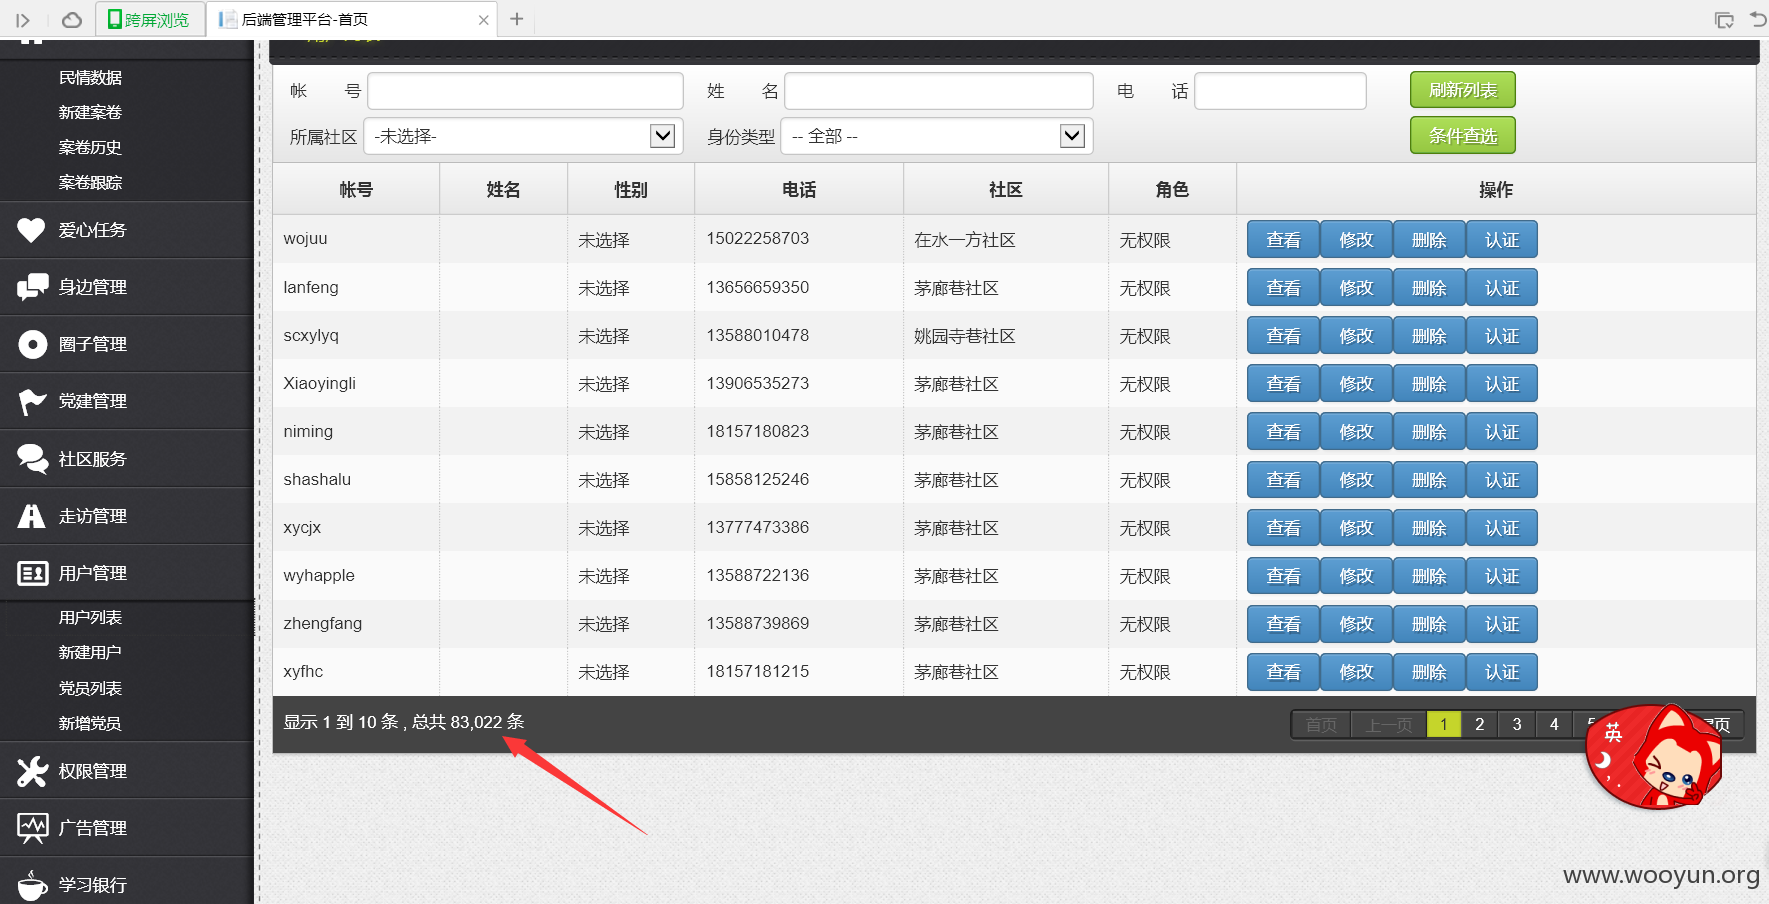 跨屏浏览
后端管理平台-首页
民情数据
新建案卷
案卷历史
案卷跟踪
爱心任务
身边管理
圈子管理
党建管理
社区服务
走访管理
用户管理
用户列表
新建用户
党员列表
新增党员
权限管理
广告管理
学习银行
帐 号 姓 名 电 话 刷新列表
所属社区 -未选择- 身份类型 -- 全部 -- 条件查选
帐号 姓名 性别 电话 社区 角色 操作
wojuu 未选择 15022258703 在水一方社区 无权限 查看 修改 删除 认证
lanfeng 未选择 13656659350 茅廊巷社区 无权限 查看 修改 删除 认证
scxylyq 未选择 13588010478 姚园寺巷社区 无权限 查看 修改 删除 认证
Xiaoyingli 未选择 13906535273 茅廊巷社区 无权限 查看 修改 删除 认证
niming 未选择 18157180823 茅廊巷社区 无权限 查看 修改 删除 认证
shashalu 未选择 15858125246 茅廊巷社区 无权限 查看 修改 删除 认证
xycjx 未选择 13777473386 茅廊巷社区 无权限 查看 修改 删除 认证
wyhapple 未选择 13588722136 茅廊巷社区 无权限 查看 修改 删除 认证
zhengfang 未选择 13588739869 茅廊巷社区 无权限 查看 修改 删除 认证
xyfhc 未选择 18157181215 茅廊巷社区 无权限 查看 修改 删除 认证
显示 1 到 10 条 , 总共 83,022 条 首页 上一页 1 2 3 4 5 页
英
www.wooyun.org